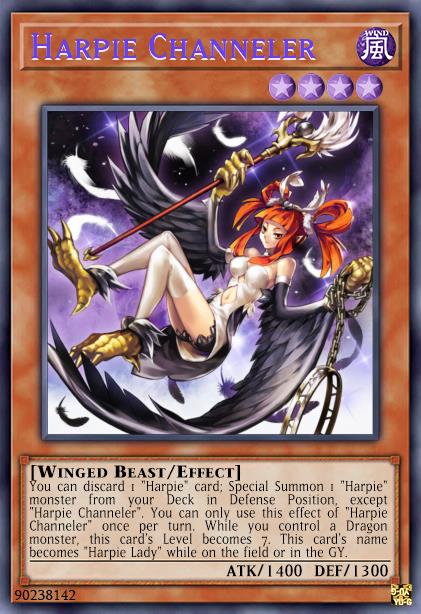 Harpie Channeler
WIND
風
[Winged Beast/Effect]
You can discard 1 "Harpie" card; Special Summon 1 "Harpie"
monster from your Deck in Defense Position, except
"Harpie Channeler". You can only use this effect of "Harpie
Channeler" once per turn. While you control a Dragon
monster, this card's Level becomes 7. This card's name
becomes "Harpie Lady" while on the field or in the GY.
ATK/1400 DEF/1300
90238142